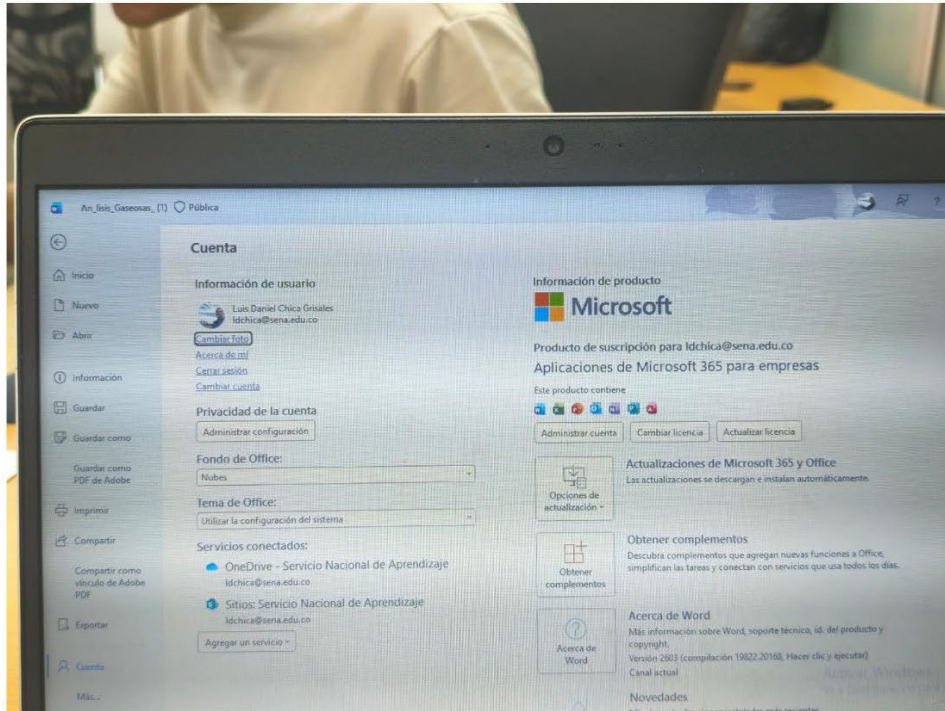 An_lisis_Gaseosas_ (1) Pública
?
Inicio
Nuevo
Abrir
Información
Guardar
Guardar como
Guardar como
PDF de Adobe
Imprimir
Compartir
Compartir como
vínculo de Adobe
PDF
Exportar
Cuenta
Más...
Cuenta
Información de usuario
Luis Daniel Chica Grisales
ldchica@sena.edu.co
Cambiar foto
Acerca de mí
Cerrar sesión
Cambiar cuenta
Privacidad de la cuenta
Administrar configuración
Fondo de Office:
Nubes
Tema de Office:
Utilizar la configuración del sistema
Servicios conectados:
OneDrive - Servicio Nacional de Aprendizaje
ldchica@sena.edu.co
Sitios: Servicio Nacional de Aprendizaje
ldchica@sena.edu.co
Agregar un servicio
Información de producto
Microsoft
Producto de suscripción para ldchica@sena.edu.co
Aplicaciones de Microsoft 365 para empresas
Este producto contiene
Administrar cuenta
Cambiar licencia
Actualizar licencia
Opciones de
actualización
Actualizaciones de Microsoft 365 y Office
Las actualizaciones se descargan e instalan automáticamente.
Obtener
complementos
Obtener complementos
Descubra complementos que agregan nuevas funciones a Office,
simplifican las tareas y conectan con servicios que usa todos los días.
Acerca de
Word
Acerca de Word
Más información sobre Word, soporte técnico, id. del producto y
copyright.
Versión 2603 (compilación 19822.20168, Hacer clic y ejecutar)
Canal actual
Activar Windows
Novedades